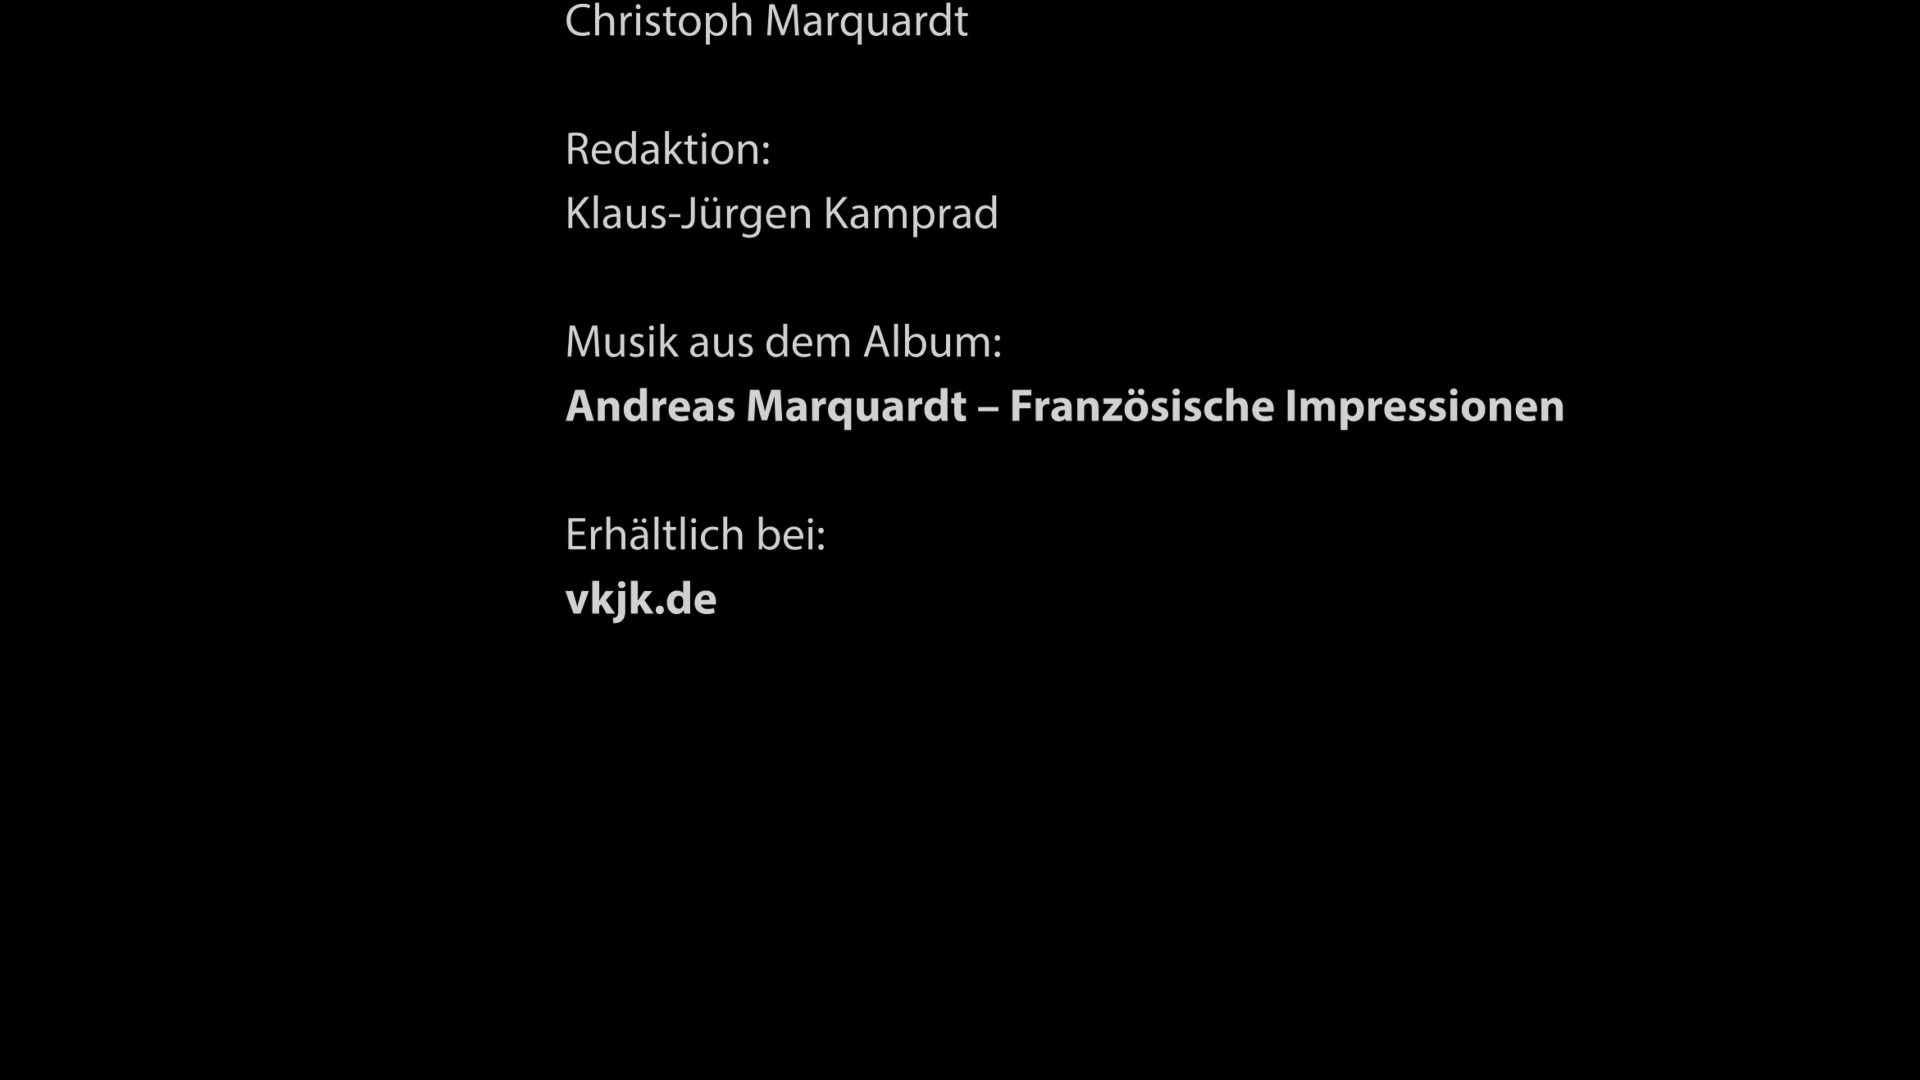 Christoph Marquardt
Redaktion:
Klaus-Jürgen Kamprad
Musik aus dem Album:
Andreas Marquardt – Französische Impressionen
Erhältlich bei:
vkjk.de